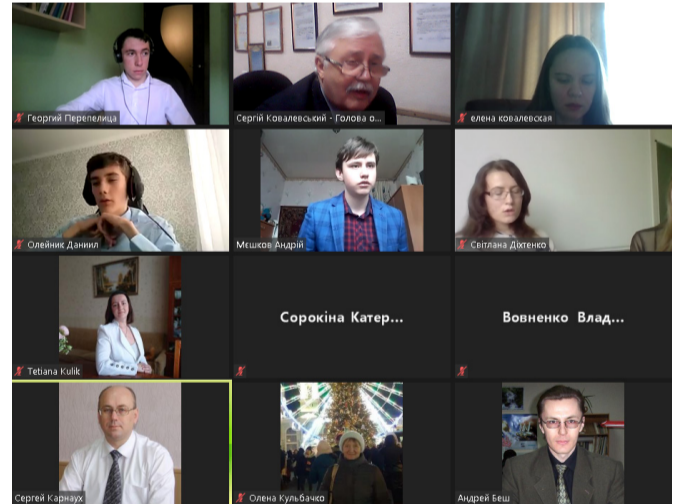 Георгий Перепелица
Сергій Ковалевський - Голова о...
елена ковалевская
Олейник Даниил
Мєшков Андрій
Світлана Діхтенко
Tetiana Kulik
Сорокіна Катер...
Вовненко Влад...
Сергей Карнаух
Олена Кульбачко
Андрей Беш